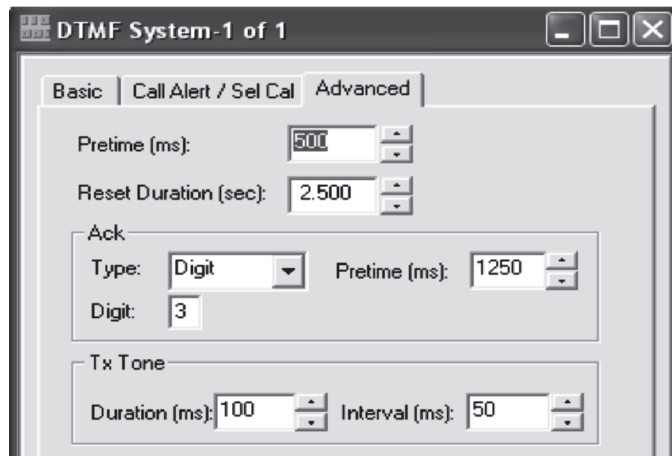 DTMF System-1 of 1
Basic Call Alert / Sel Cal Advanced
Pretime (ms): 500
Reset Duration (sec): 2.500
Ack
Type: Digit Pretime (ms): 1250
Digit: 3
Tx Tone
Duration (ms): 100 Interval (ms): 50